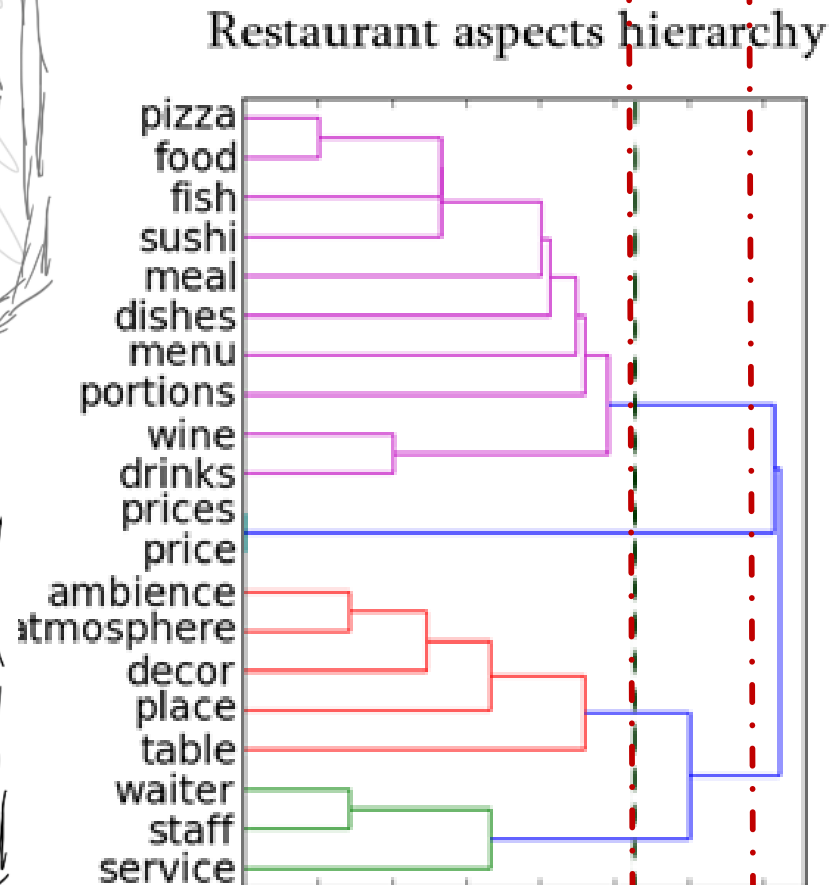 Restaurant aspects hierarchy
pizza
food
fish
sushi
meal
dishes
menu
portions
wine
drinks
prices
price
ambience
atmosphere
decor
place
table
waiter
staff
service